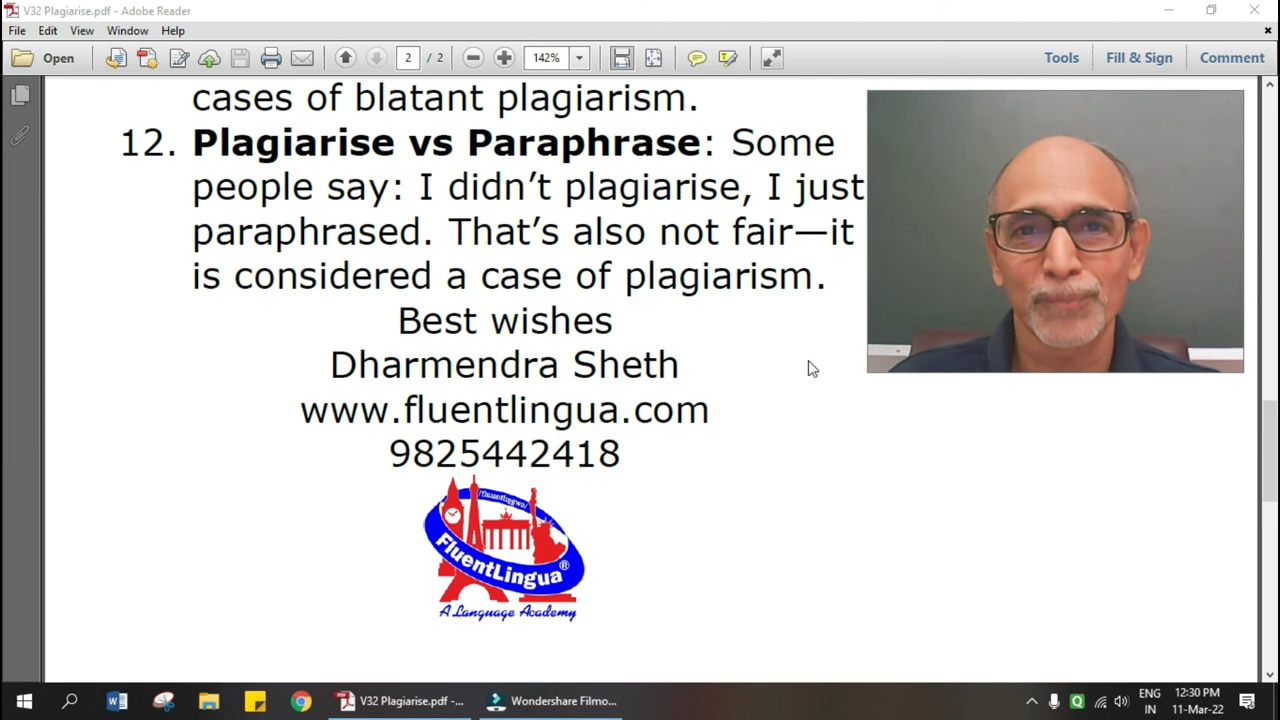 V32 Plagiarise.pdf - Adobe Reader
File Edit View Window Help
Open 2 / 2 142% Tools Fill & Sign Comment
cases of blatant plagiarism.
12. Plagiarise vs Paraphrase: Some
people say: I didn’t plagiarise, I just
paraphrased. That’s also not fair—it
is considered a case of plagiarism.
Best wishes
Dharmendra Sheth
www.fluentlingua.com
9825442418
FluentLingua®
A Language Academy
V32 Plagiarise.pdf -... Wondershare Filmo...
ENG 12:30 PM
IN 11-Mar-22